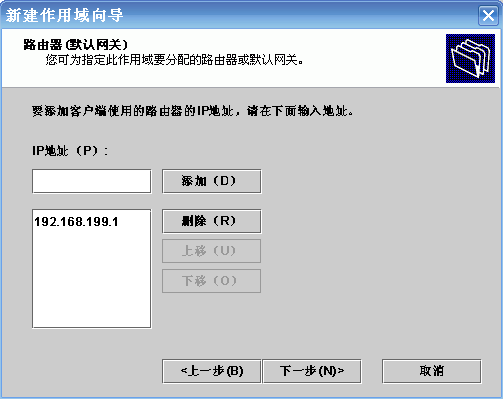 新建作用域向导
路由器(默认网关)
您可为指定此作用域要分配的路由器或默认网关。
要添加客户端使用的路由器的IP地址，请在下面输入地址。
IP地址（P）:
添加（D）
192.168.199.1
删除（R）
上移（U）
下移（O）
<上一步(B)
下一步(N)>
取消